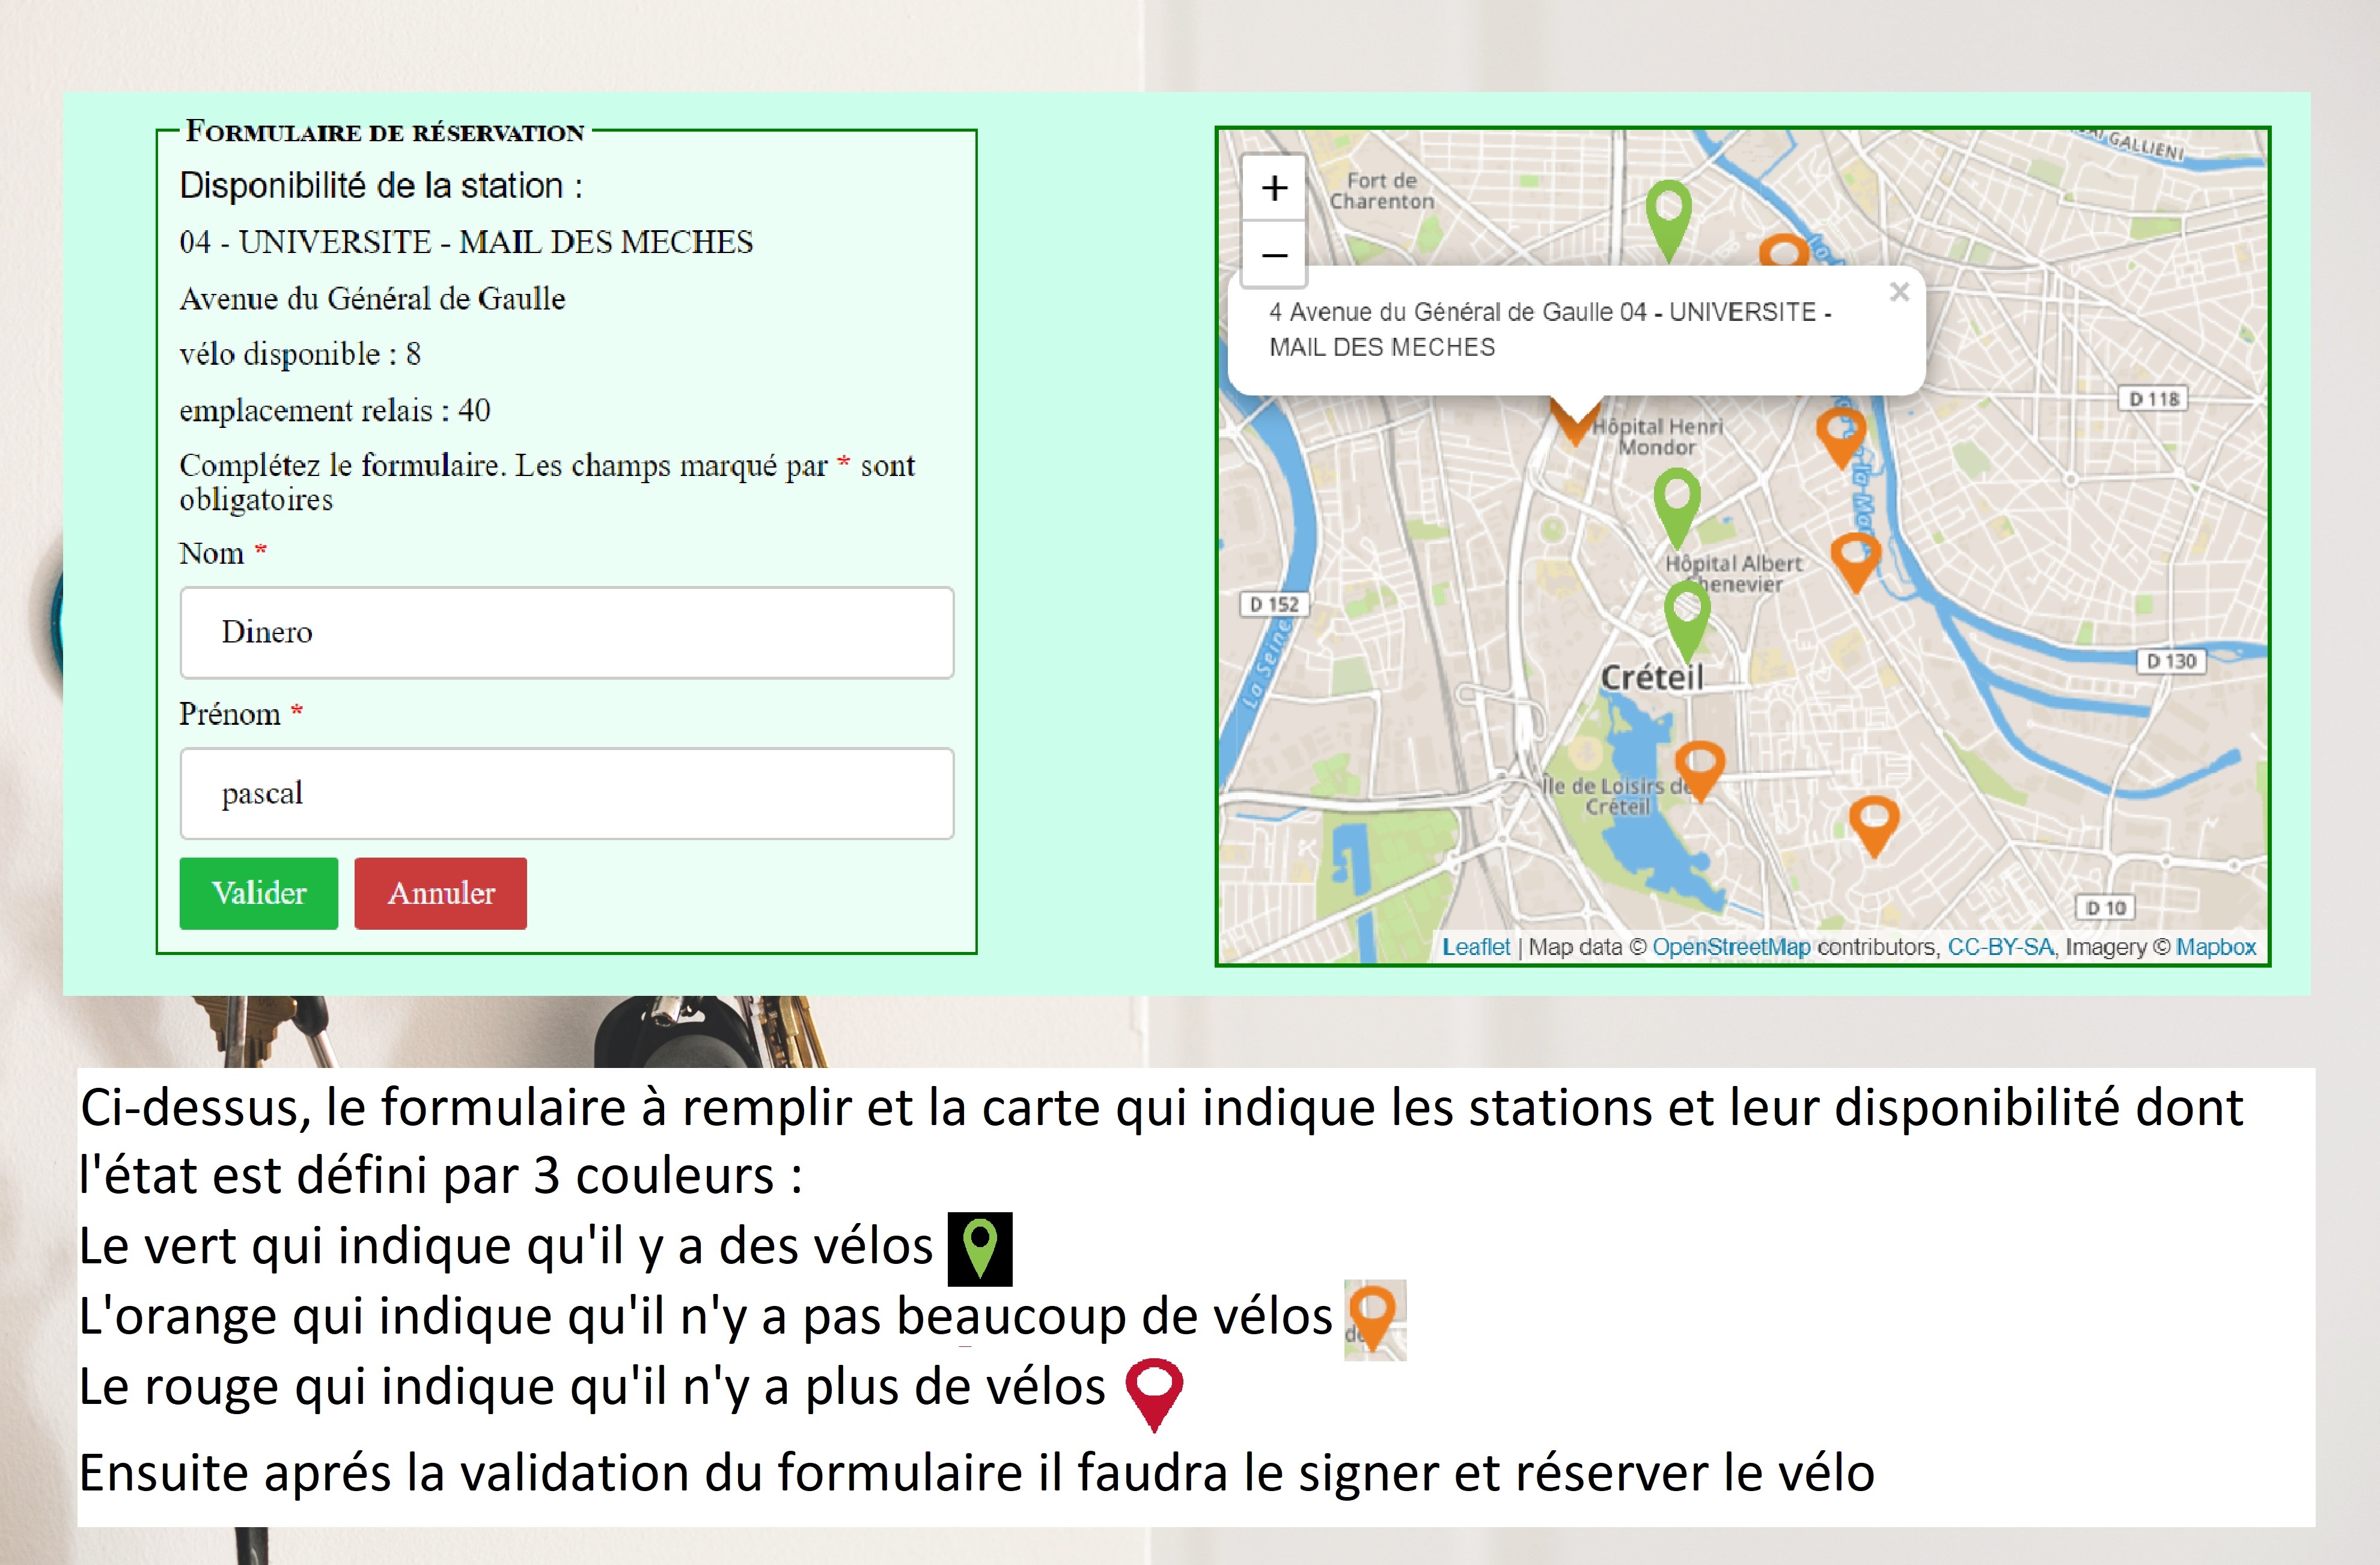 FORMULAIRE DE RÉSERVATION
Disponibilité de la station :
04 - UNIVERSITE - MAIL DES MECHES
Avenue du Général de Gaulle
vélo disponible : 8
emplacement relais : 40
Complétez le formulaire. Les champs marqué par * sont
obligatoires
Nom *
Dinero
Prénom *
pascal
Valider Annuler
GALLIENI
+
Fort de
Charenton
−
4 Avenue du Général de Gaulle 04 - UNIVERSITE -
MAIL DES MECHES
×
D 118
Hôpital Henri
Mondor
Hôpital Albert
Chenevier
D 152
La Seine
Créteil
D 130
Île de Loisirs de
Créteil
D 10
Leaflet | Map data © OpenStreetMap contributors, CC-BY-SA, Imagery © Mapbox
Ci-dessus, le formulaire à remplir et la carte qui indique les stations et leur disponibilité dont
l'état est défini par 3 couleurs :
Le vert qui indique qu'il y a des vélos
L'orange qui indique qu'il n'y a pas beaucoup de vélos
Le rouge qui indique qu'il n'y a plus de vélos
Ensuite aprés la validation du formulaire il faudra le signer et réserver le vélo